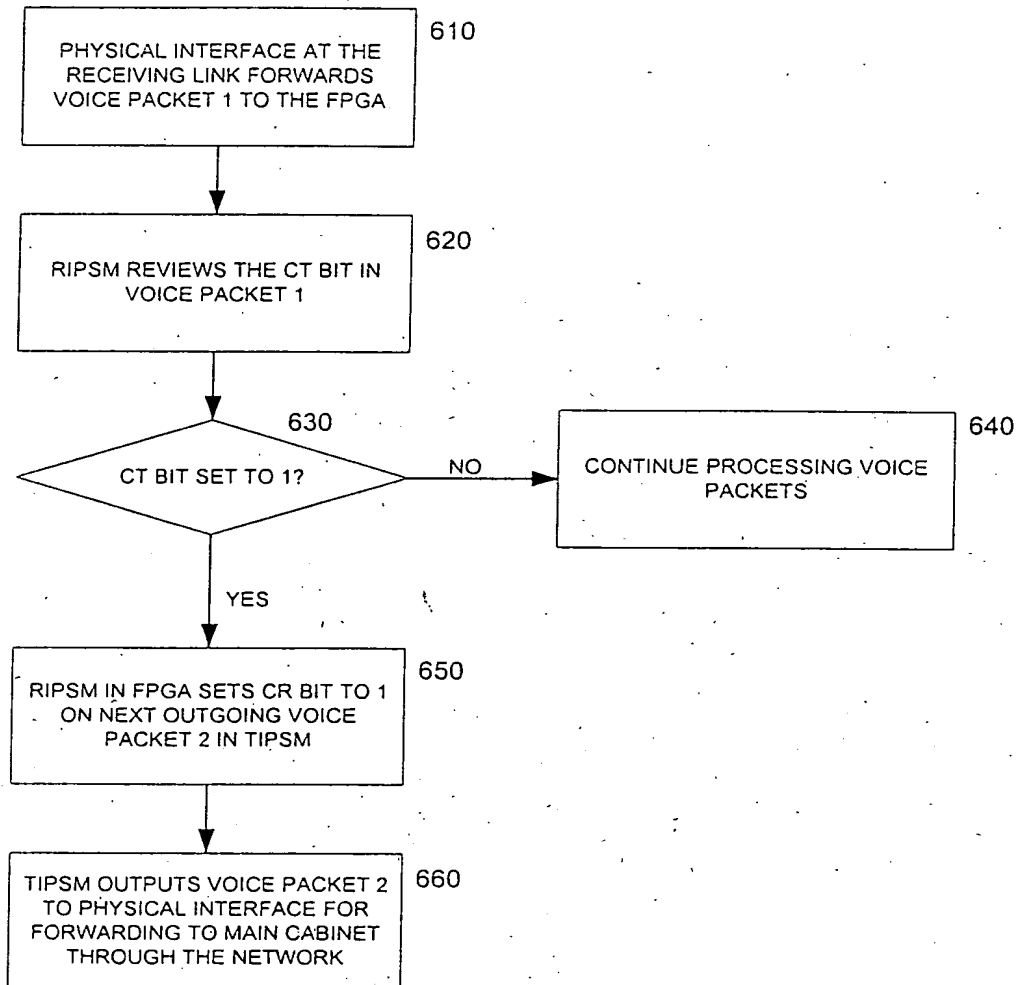 610
PHYSICAL INTERFACE AT THE
RECEIVING LINK FORWARDS
VOICE PACKET 1 TO THE FPGA
620
RIPSM REVIEWS THE CT BIT IN
VOICE PACKET 1
630
CT BIT SET TO 1?
NO
640
CONTINUE PROCESSING VOICE
PACKETS
YES
650
RIPSM IN FPGA SETS CR BIT TO 1
ON NEXT OUTGOING VOICE
PACKET 2 IN TIPSM
660
TIPSM OUTPUTS VOICE PACKET 2
TO PHYSICAL INTERFACE FOR
FORWARDING TO MAIN CABINET
THROUGH THE NETWORK